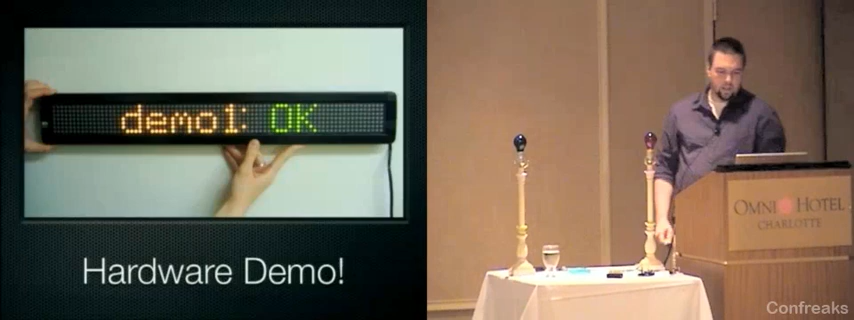 demo1: OK
Hardware Demo!
OMNI HOTEL
CHARLOTTE
Confreaks